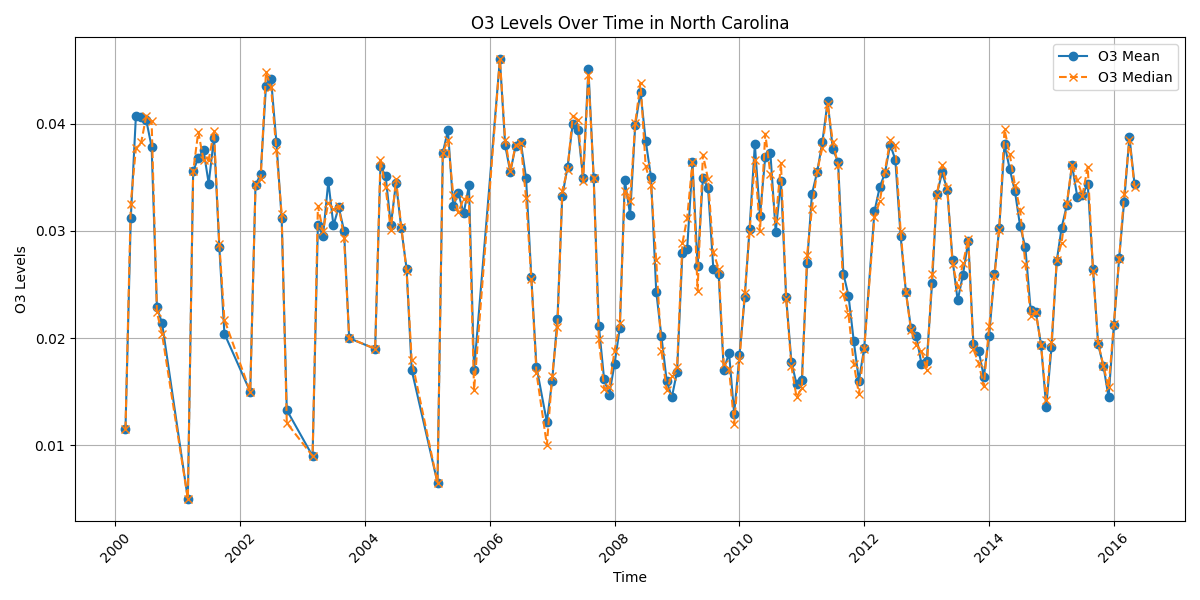 O3 Levels Over Time in North Carolina
O3 Mean
O3 Median
O3 Levels
0.04
0.03
0.02
0.01
2000
2002
2004
2006
2008
2010
2012
2014
2016
Time